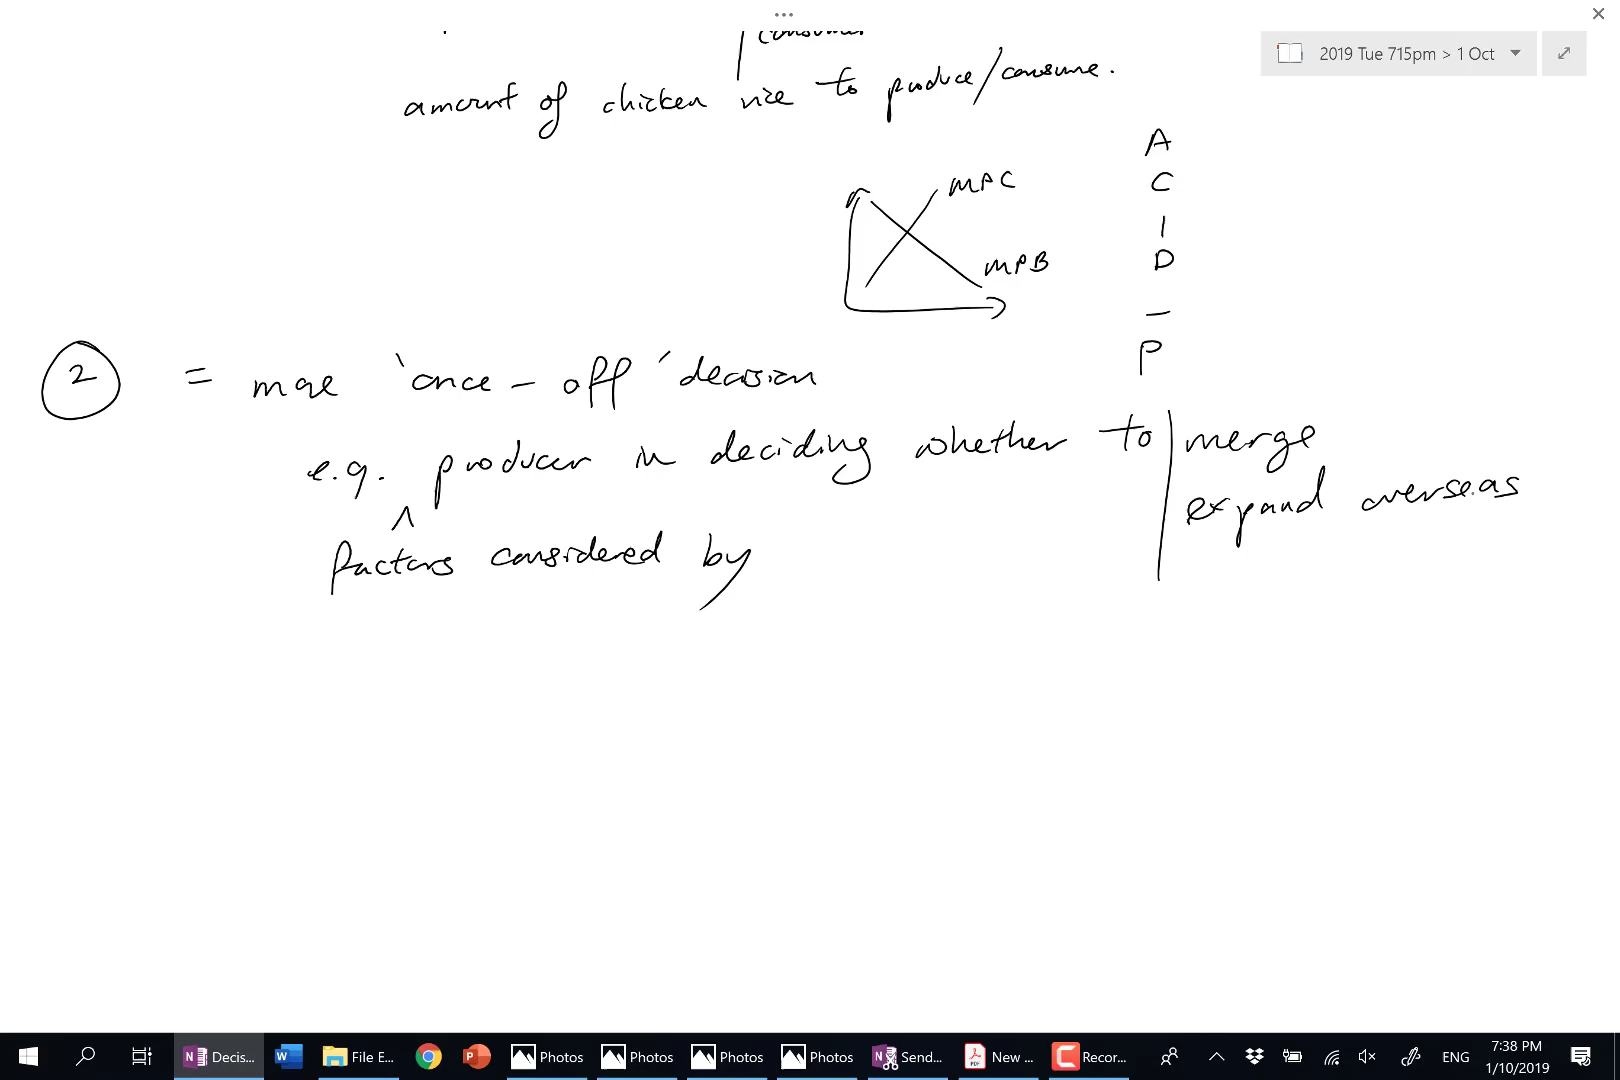 2019 Tue 715pm > 1 Oct
consumer
amount of chicken rice to produce/consume.
MPC
MPB
A
C
I
D
–
P
2 = more 'once-off' decision
e.g. producer in deciding whether to merge
expand overseas
^
factors considered by
Decis...
File E...
Photos
Photos
Photos
Photos
Send...
New ...
Recor...
ENG
7:38 PM
1/10/2019